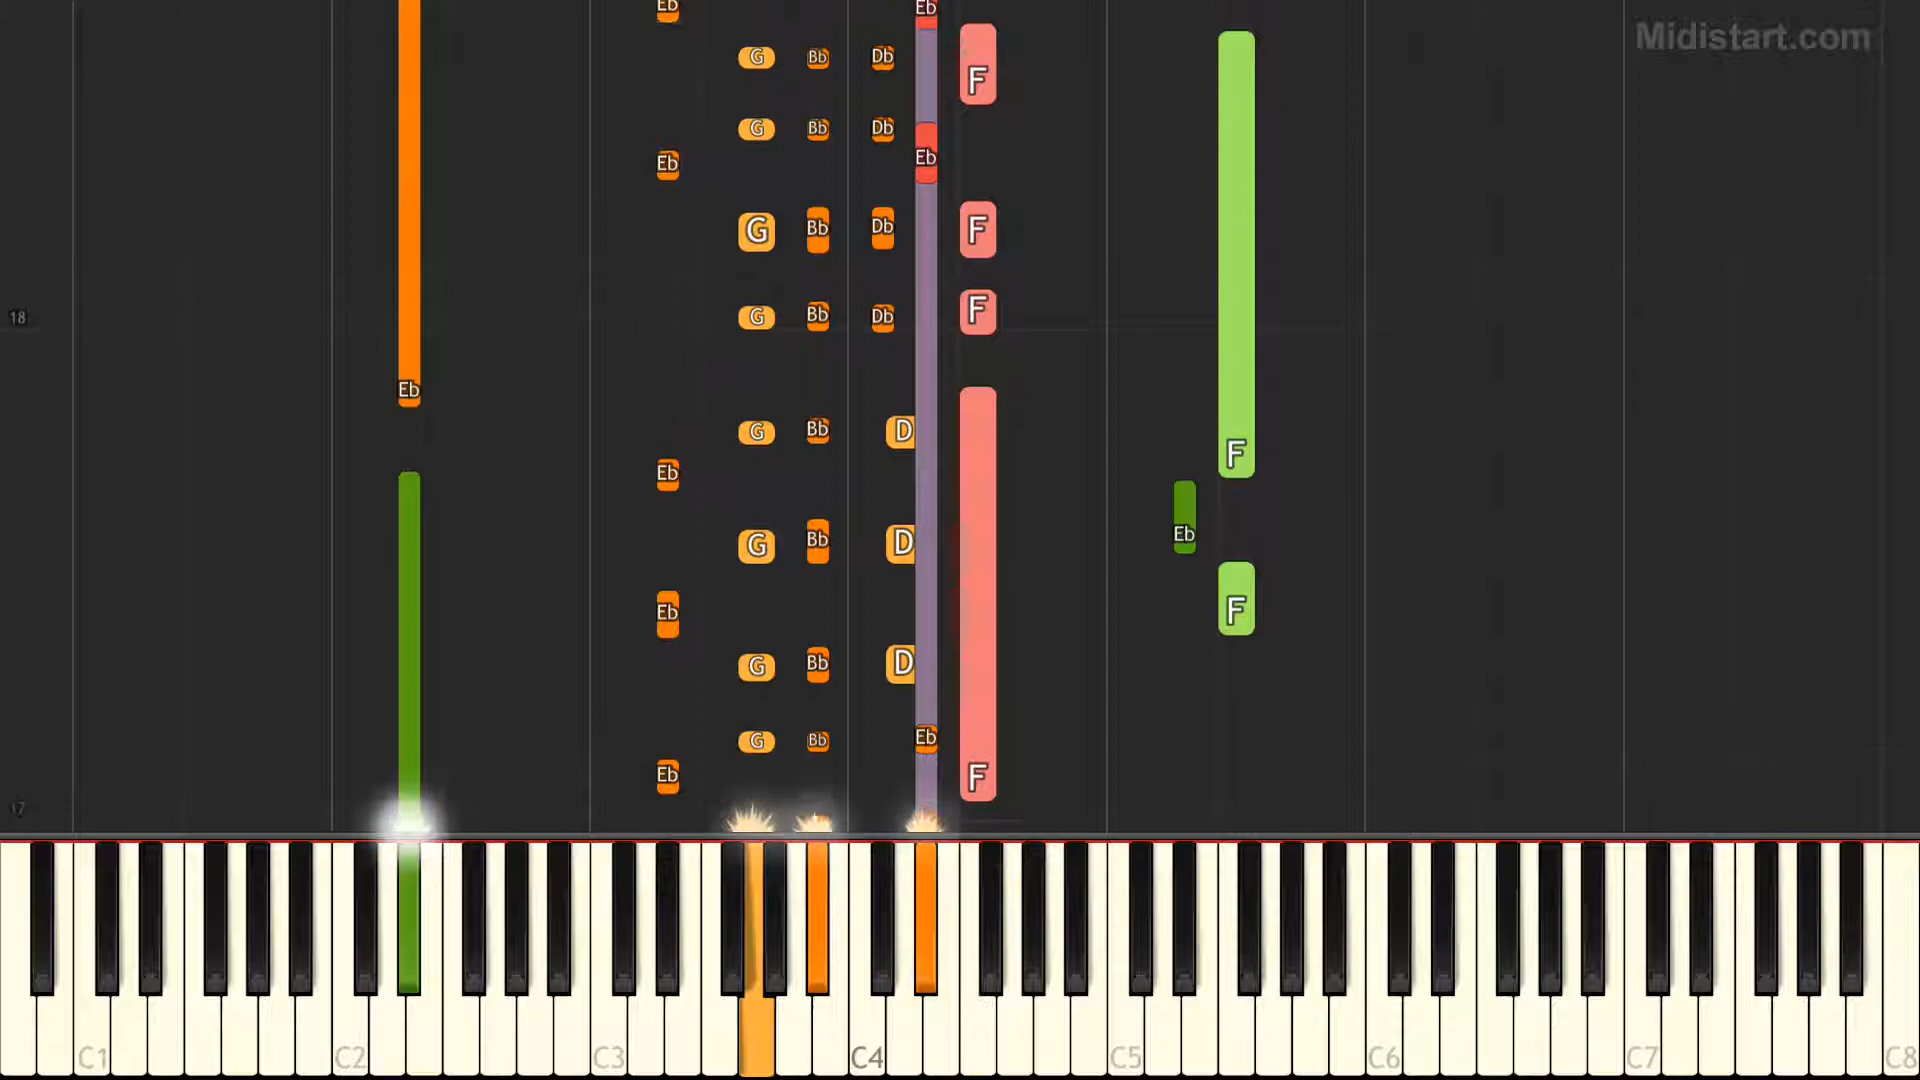 Eb Eb
Midistart.com
G Bb Db F
G Bb Db
Eb Eb
G Bb Db F
18 G Bb Db F
Eb
G Bb D
F
Eb
G Bb D Eb
Eb F
G Bb D
G Bb Eb
Eb F
17
C1 C2 C3 C4 C5 C6 C7 C8